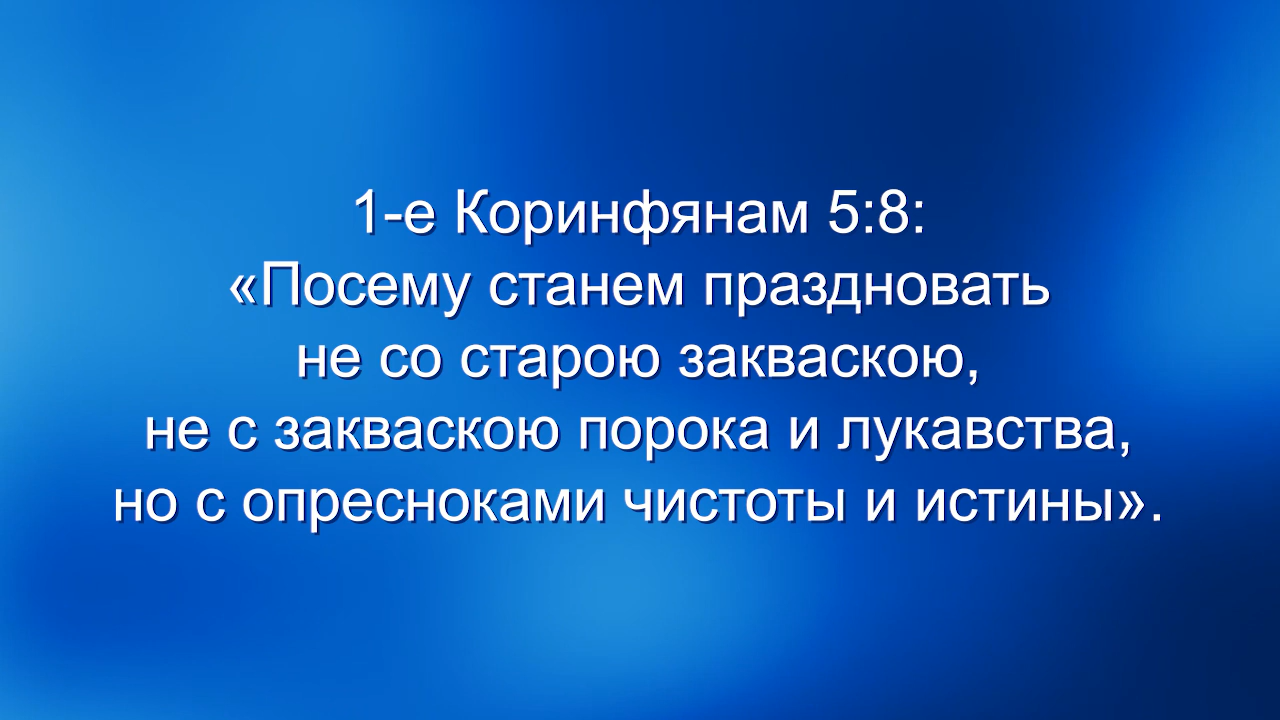 1-е Коринфянам 5:8:
«Посему станем праздновать
не со старою закваскою,
не с закваскою порока и лукавства,
но с опресноками чистоты и истины».